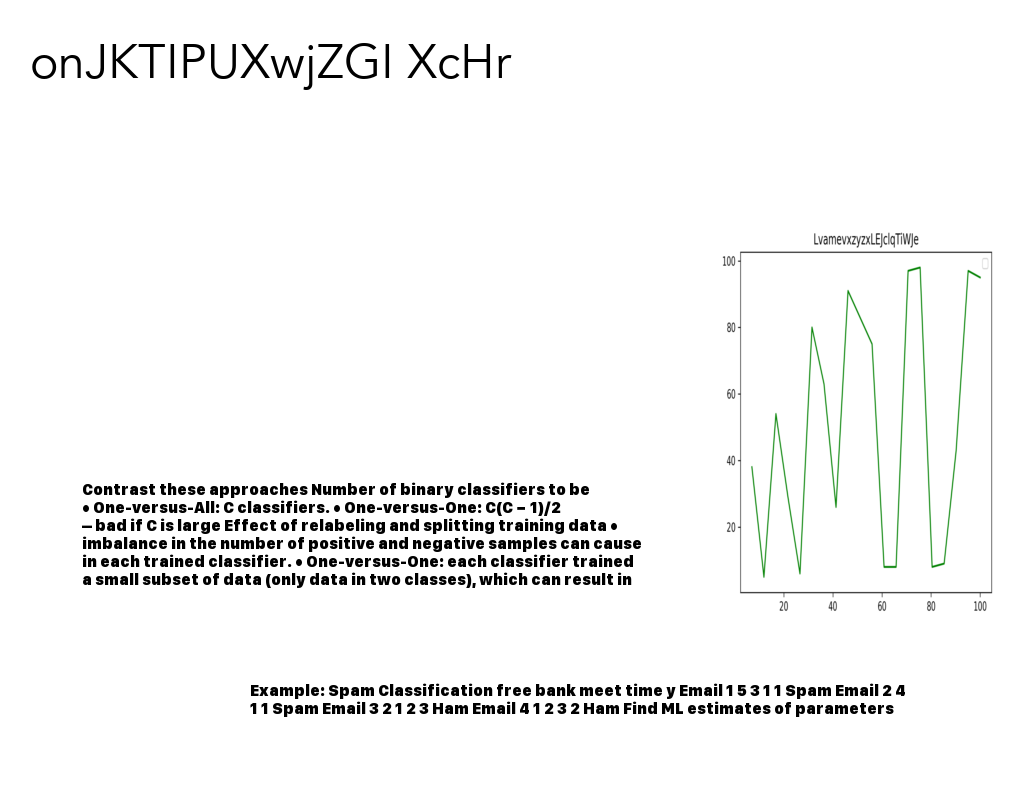 onJKTIPUXwjZGI XcHr
LvamevxzyzxLEJclqTiWJe
100
80
60
40
20
20 40 60 80 100
Contrast these approaches Number of binary classifiers to be
• One-versus-All: C classifiers. • One-versus-One: C(C − 1)/2
– bad if C is large Effect of relabeling and splitting training data •
imbalance in the number of positive and negative samples can cause
in each trained classifier. • One-versus-One: each classifier trained
a small subset of data (only data in two classes), which can result in
Example: Spam Classification free bank meet time y Email 1 5 3 1 1 Spam Email 2 4
1 1 Spam Email 3 2 1 2 3 Ham Email 4 1 2 3 2 Ham Find ML estimates of parameters